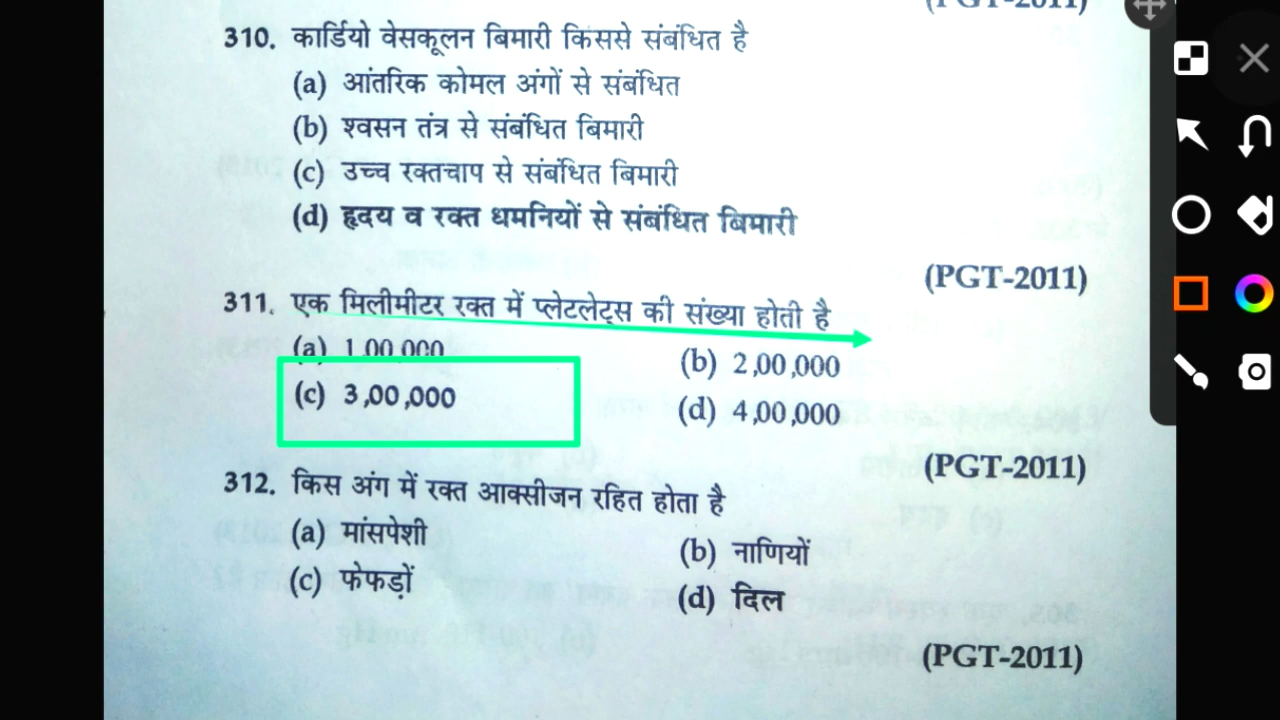 (PGT-2011)
310. कार्डियो वेसकूलन बिमारी किससे संबंधित है
(a) आंतरिक कोमल अंगों से संबंधित
(b) श्वसन तंत्र से संबंधित बिमारी
(c) उच्च रक्तचाप से संबंधित बिमारी
(d) हृदय व रक्त धमनियों से संबंधित बिमारी
(PGT-2011)
311. एक मिलीमीटर रक्त में प्लेटलेट्स की संख्या होती है
(a) 1,00,000 (b) 2,00,000
(c) 3,00,000 (d) 4,00,000
(PGT-2011)
312. किस अंग में रक्त आक्सीजन रहित होता है
(a) मांसपेशी (b) नाणियों
(c) फेफड़ों (d) दिल
(PGT-2011)